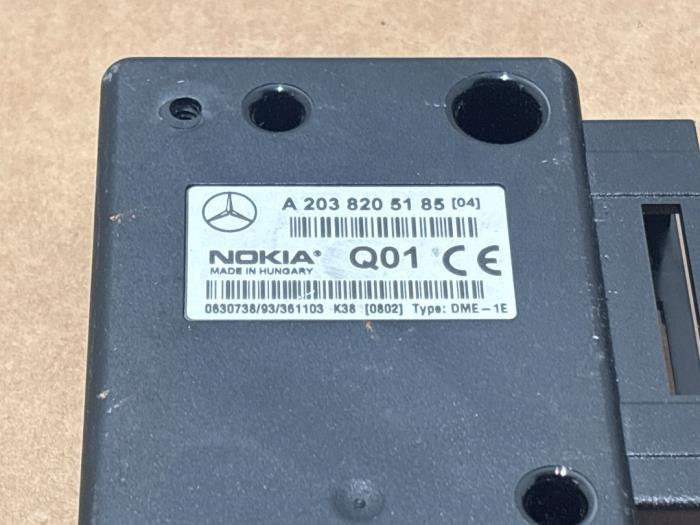 A 203 820 51 85 [04]
NOKIA® Q01 CE
MADE IN HUNGARY
0630738/93/361103 K38 [0802] Type: DME-1E